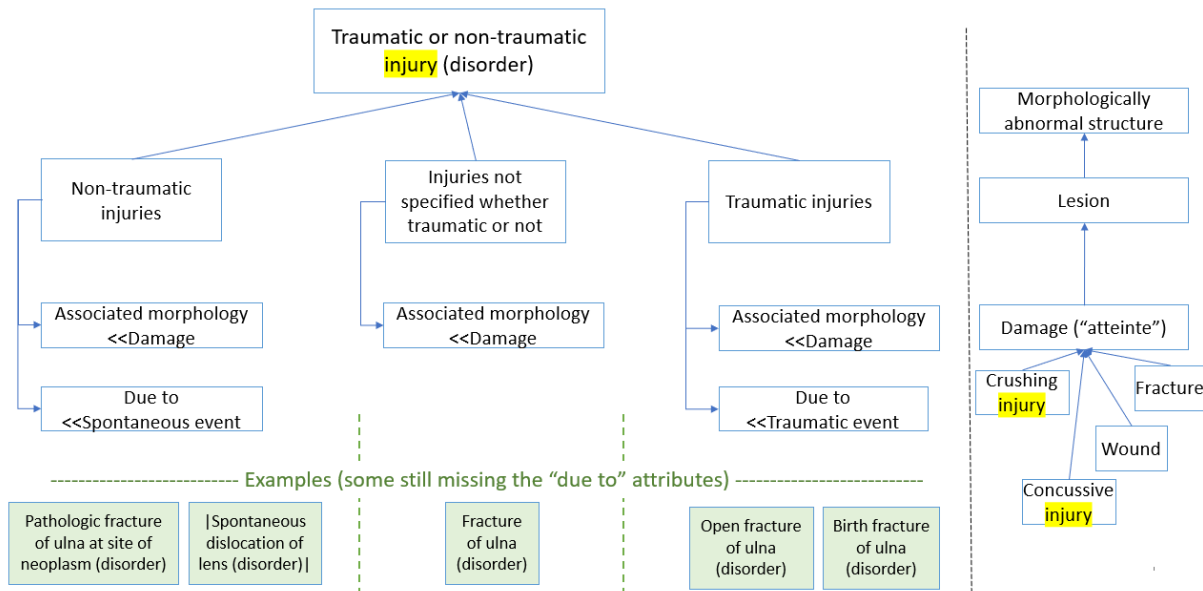 Traumatic or non-traumatic
injury (disorder)
Non-traumatic
injuries
Injuries not
specified whether
traumatic or not
Traumatic injuries
Associated morphology
<<Damage
Associated morphology
<<Damage
Associated morphology
<<Damage
Due to
<<Spontaneous event
Due to
<<Traumatic event
Examples (some still missing the “due to” attributes)
Pathologic fracture
of ulna at site of
neoplasm (disorder)
|Spontaneous
dislocation of
lens (disorder)|
Fracture
of ulna
(disorder)
Open fracture
of ulna
(disorder)
Birth fracture
of ulna
(disorder)
Morphologically
abnormal structure
Lesion
Damage (“atteinte”)
Crushing
injury
Fracture
Wound
Concussive
injury